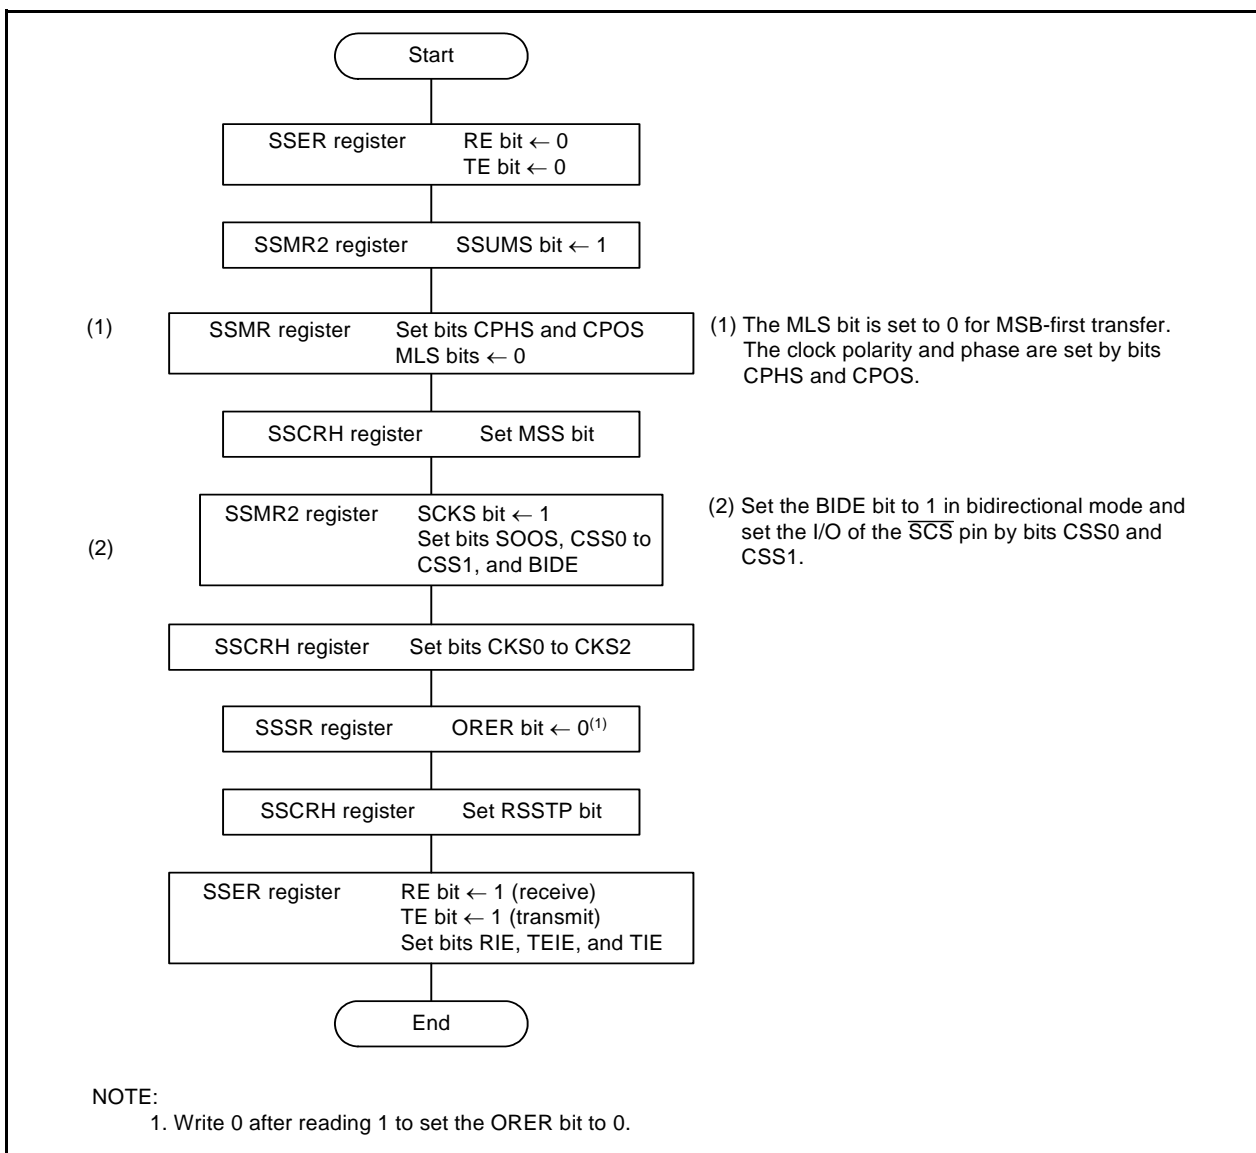 Start
SSER register RE bit ← 0
TE bit ← 0
SSMR2 register SSUMS bit ← 1
(1)
SSMR register Set bits CPHS and CPOS
MLS bits ← 0
(1) The MLS bit is set to 0 for MSB-first transfer.
The clock polarity and phase are set by bits
CPHS and CPOS.
SSCRH register Set MSS bit
(2)
SSMR2 register SCKS bit ← 1
Set bits SOOS, CSS0 to
CSS1, and BIDE
(2) Set the BIDE bit to 1 in bidirectional mode and
set the I/O of the S̅C̅S̅ pin by bits CSS0 and
CSS1.
SSCRH register Set bits CKS0 to CKS2
SSSR register ORER bit ← 0(1)
SSCRH register Set RSSTP bit
SSER register RE bit ← 1 (receive)
TE bit ← 1 (transmit)
Set bits RIE, TEIE, and TIE
End
NOTE:
1. Write 0 after reading 1 to set the ORER bit to 0.